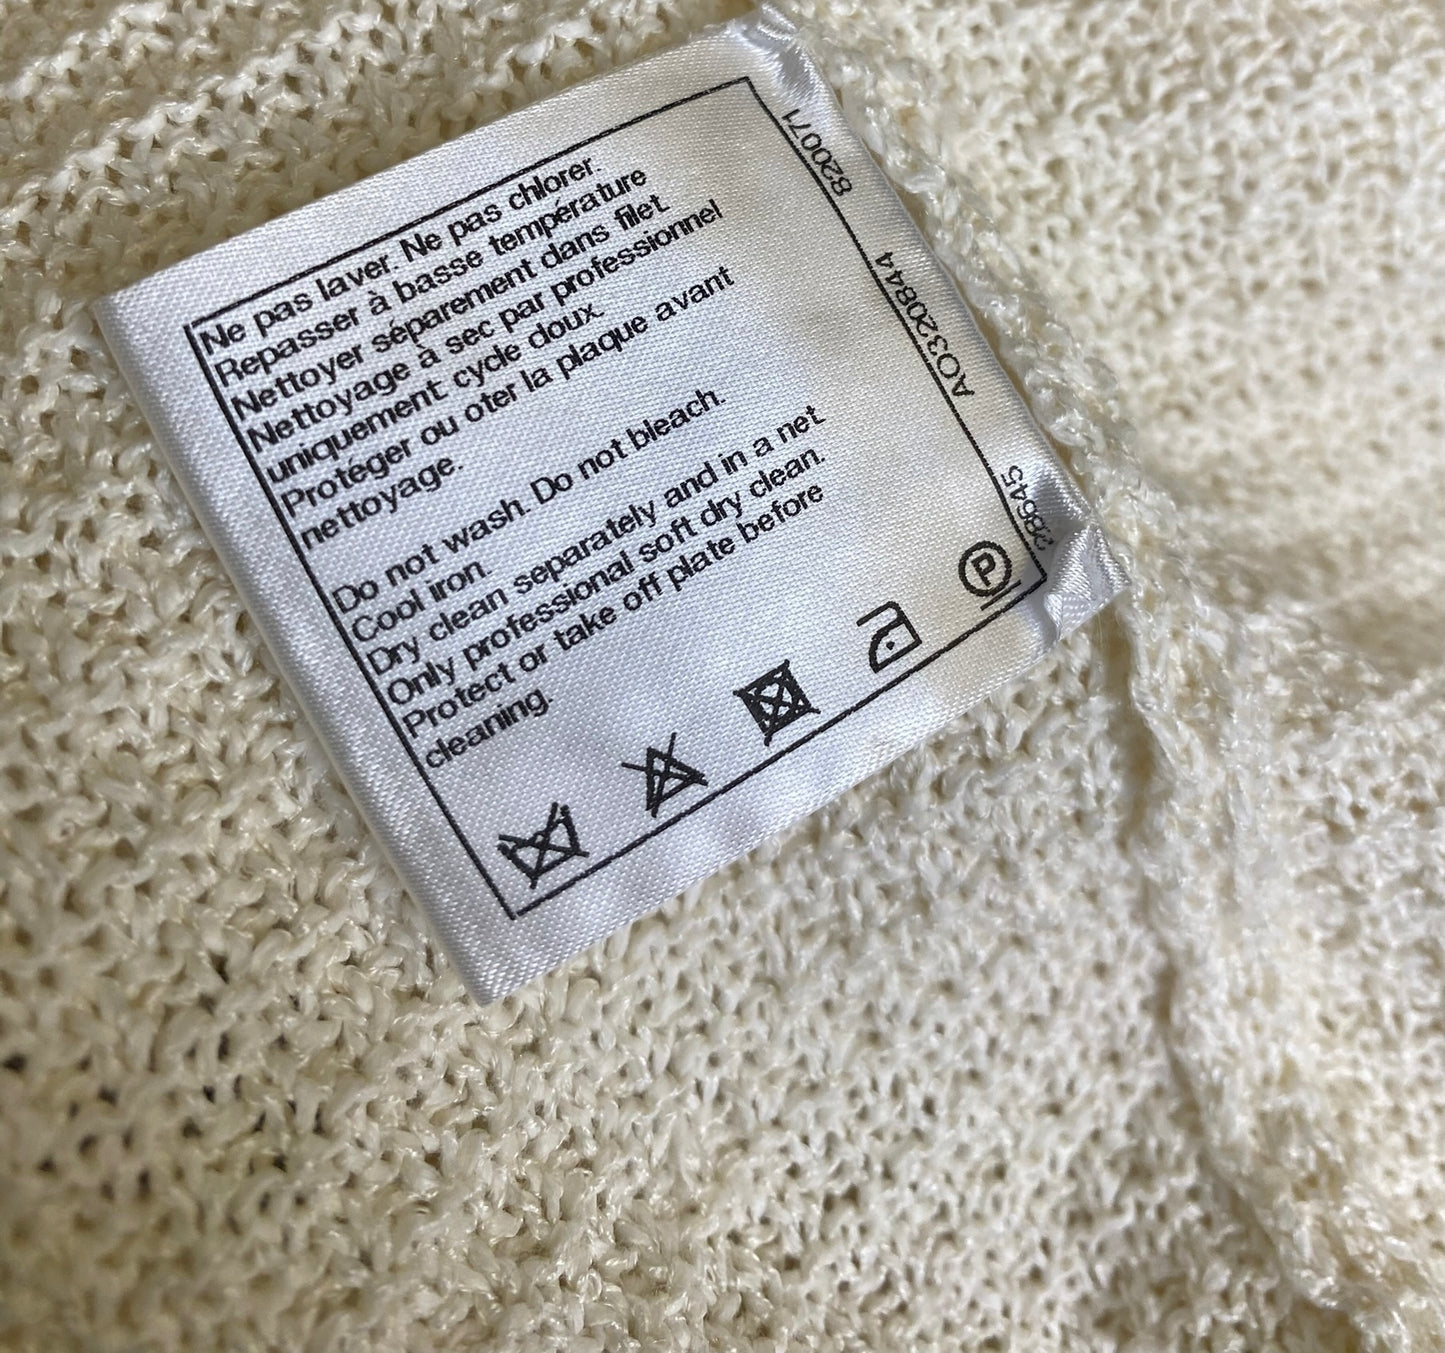 Ne pas laver. Ne pas chlorer.
Repasser à basse température
Nettoyer séparement dans filet.
Nettoyage à sec par professionnel
uniquement cycle doux.
Protéger ou oter la plaque avant
nettoyage.
Do not wash. Do not bleach.
Cool iron.
Dry clean separately and in a net
Only professional soft dry clean.
Protect or take off plate before
cleaning.
P
820071
AO320844
28645